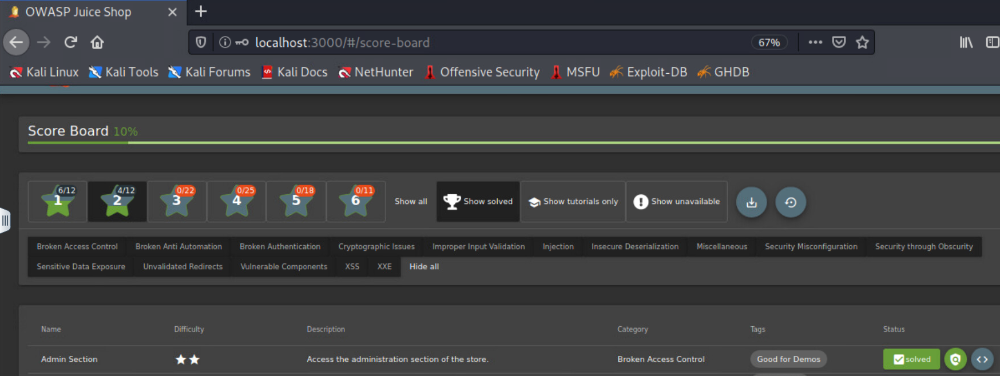 OWASP Juice Shop
localhost:3000/#/score-board 67%
Kali Linux Kali Tools Kali Forums Kali Docs NetHunter Offensive Security MSFU Exploit-DB GHDB
Score Board 10%
6/12 4/12 0/22 0/25 0/18 0/11
1 2 3 4 5 6 Show all Show solved Show tutorials only Show unavailable
Broken Access Control Broken Anti Automation Broken Authentication Cryptographic Issues Improper Input Validation Injection Insecure Deserialization Miscellaneous Security Misconfiguration Security through Obscurity
Sensitive Data Exposure Unvalidated Redirects Vulnerable Components XSS XXE Hide all
Name Difficulty Description Category Tags Status
Admin Section Access the administration section of the store. Broken Access Control Good for Demos solved